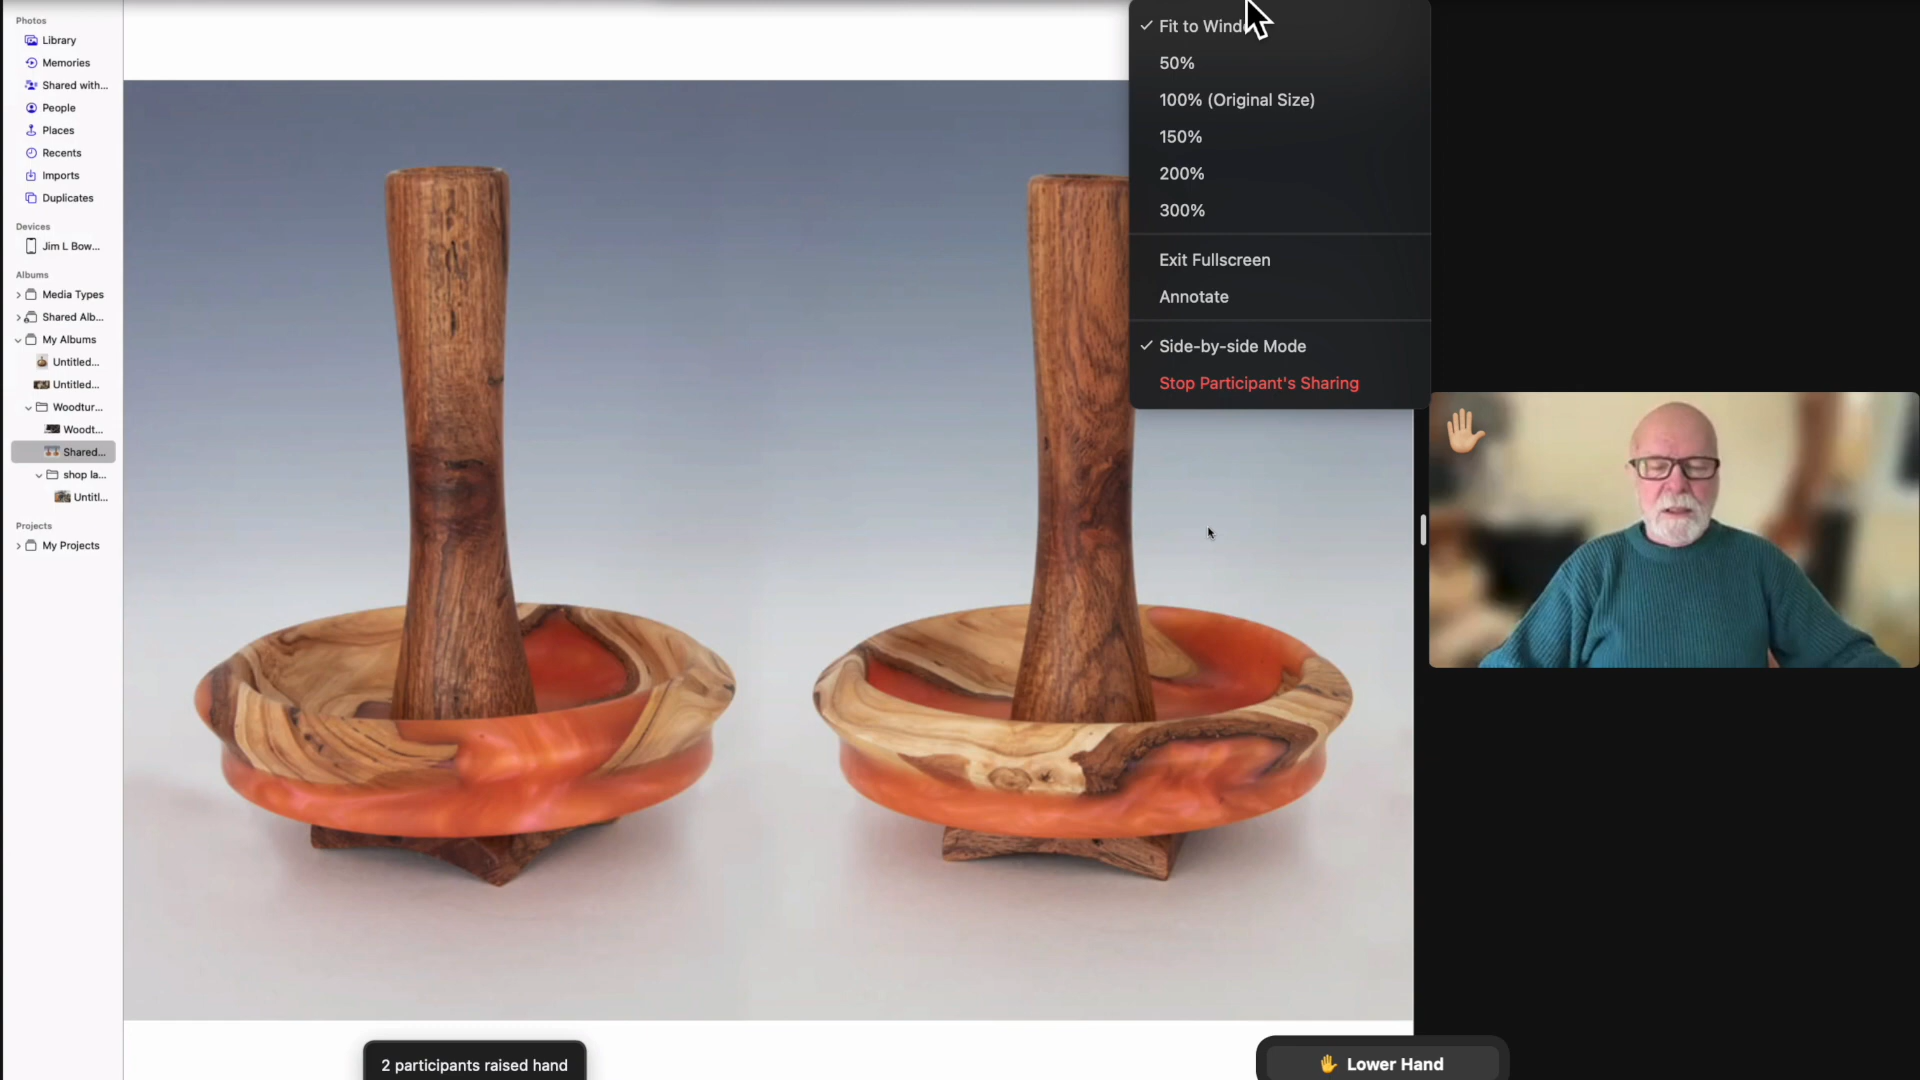 Photos
Library
Memories
Shared with...
People
Places
Recents
Imports
Duplicates
Devices
Jim L Bow...
Albums
Media Types
Shared Alb...
My Albums
Untitled...
Untitled...
Woodtur...
Woodt...
Shared...
shop la...
Untitl...
Projects
My Projects
Fit to
50%
100% (Original Size)
150%
200%
300%
Exit Fullscreen
Annotate
Side-by-side Mode
Stop Participant's Sharing
2 participants raised hand
Lower Hand